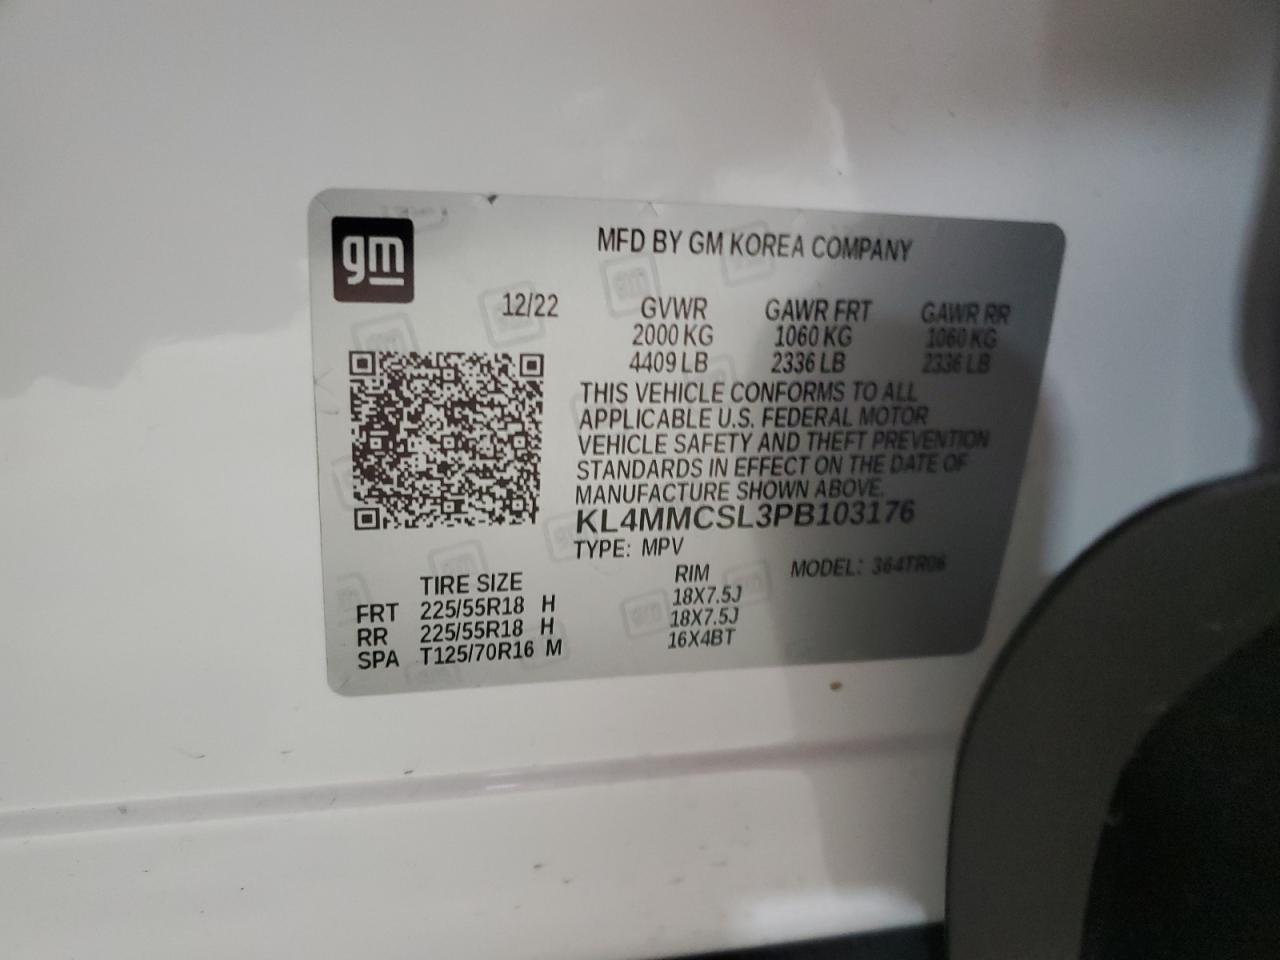 gm
MFD BY GM KOREA COMPANY
12/22 GVWR GAWR FRT GAWR RR
2000 KG 1060 KG 1060 KG
4409 LB 2336 LB 2336 LB
THIS VEHICLE CONFORMS TO ALL
APPLICABLE U.S. FEDERAL MOTOR
VEHICLE SAFETY AND THEFT PREVENTION
STANDARDS IN EFFECT ON THE DATE OF
MANUFACTURE SHOWN ABOVE.
KL4MMCSL3PB103176
TYPE: MPV MODEL: 364TR06
TIRE SIZE RIM
FRT 225/55R18 H 18X7.5J
RR 225/55R18 H 18X7.5J
SPA T125/70R16 M 16X4BT